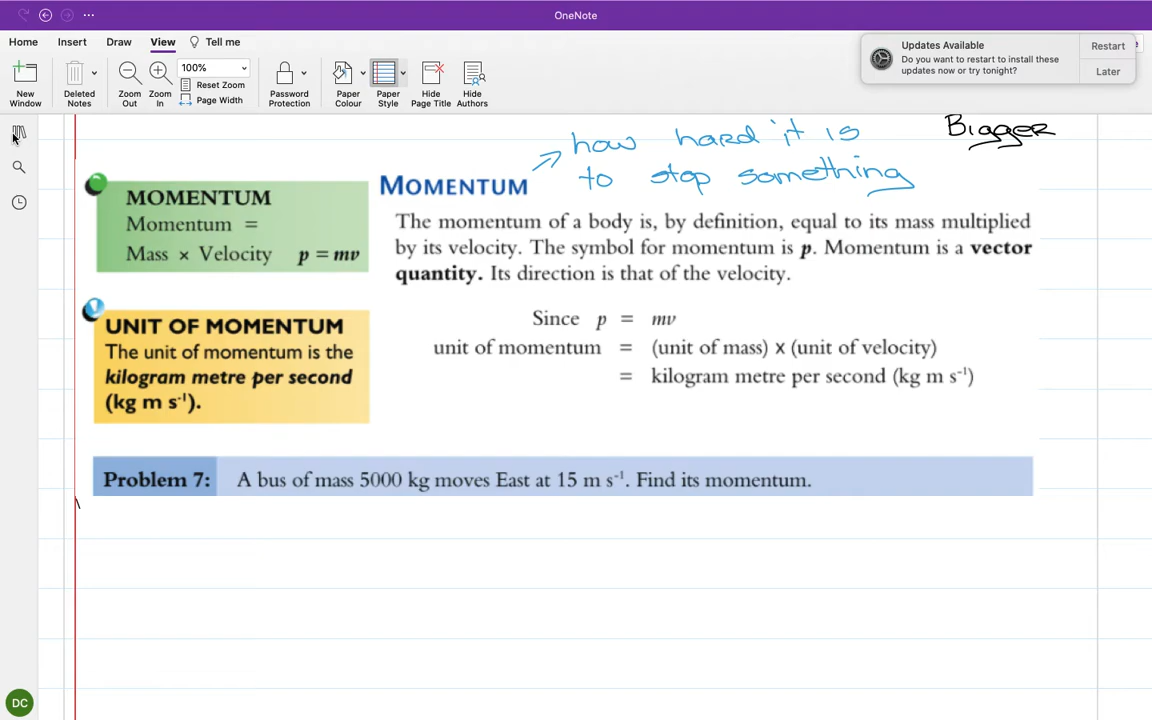 OneNote
Home Insert Draw View Tell me
Updates Available
Do you want to restart to install these
updates now or try tonight?
Restart
Later
100%
Reset Zoom
Page Width
New
Window
Deleted
Notes
Zoom
Out
Zoom
In
Password
Protection
Paper
Colour
Paper
Style
Hide
Page Title
Hide
Authors
how hard it is
to stop something
Bigger
MOMENTUM
Momentum =
Mass × Velocity p = mv
MOMENTUM
The momentum of a body is, by definition, equal to its mass multiplied
by its velocity. The symbol for momentum is p. Momentum is a vector
quantity. Its direction is that of the velocity.
UNIT OF MOMENTUM
The unit of momentum is the
kilogram metre per second
(kg m s⁻¹).
Since p = mv
unit of momentum = (unit of mass) x (unit of velocity)
= kilogram metre per second (kg m s⁻¹)
Problem 7: A bus of mass 5000 kg moves East at 15 m s⁻¹. Find its momentum.
DC